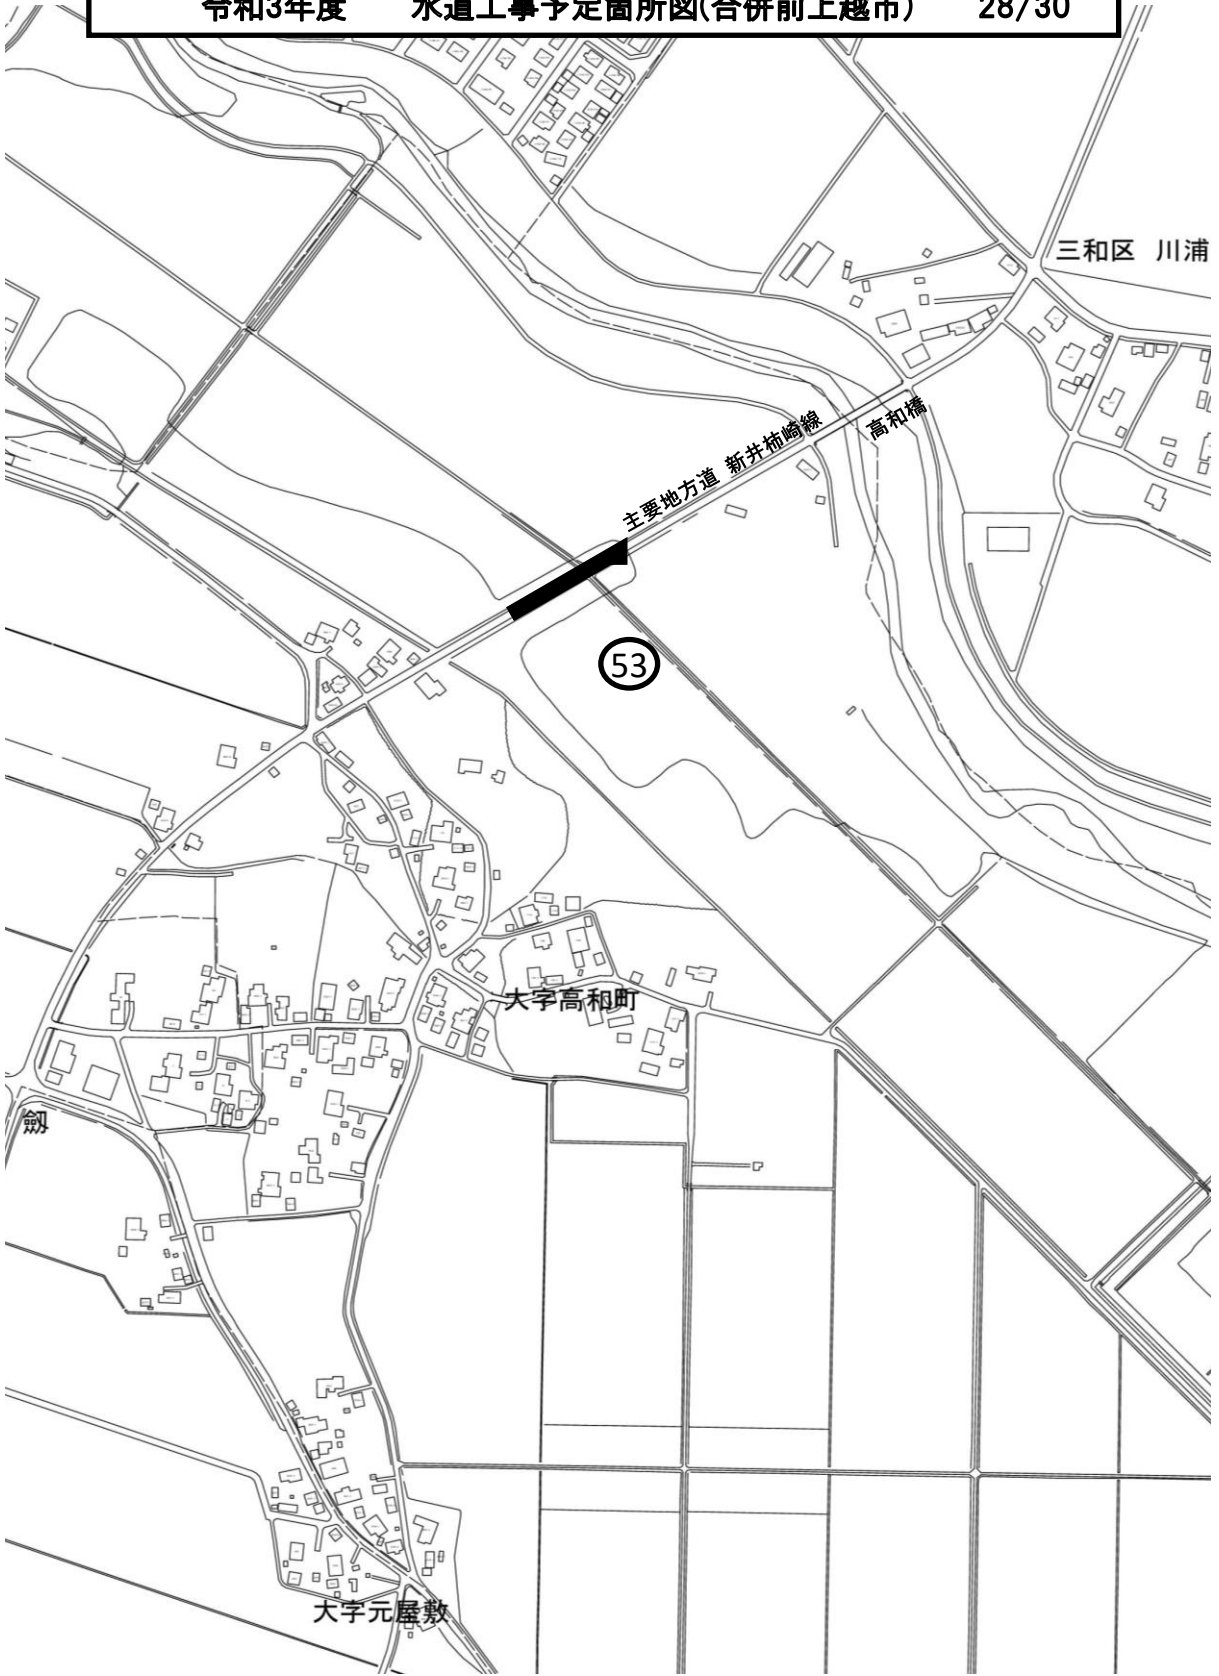 令和3年度 水道工事予定箇所図(合併前上越市) 28/30
三和区 川浦
高和橋
主要地方道 新井柿崎線
53
大字高和町
劔
大字元屋敷